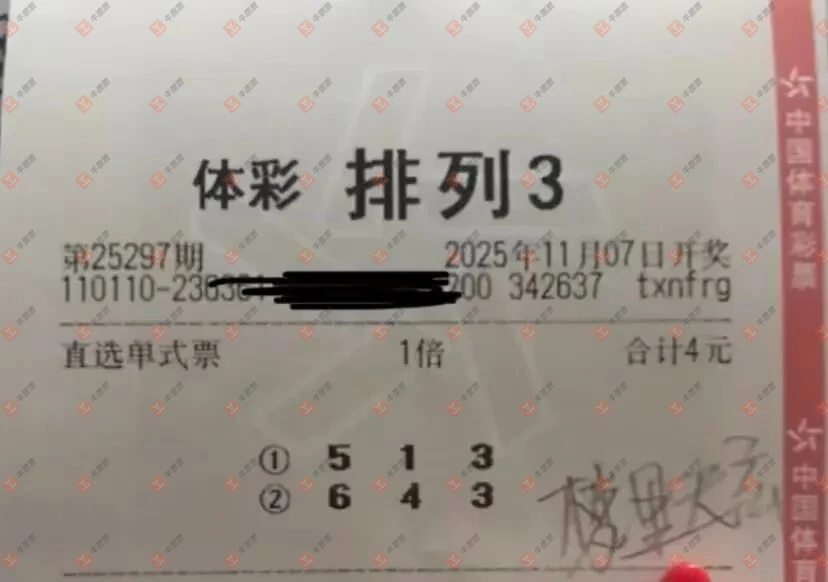 体彩 排列3
第25297期 2025年11月07日开奖
110110-230301 200 342637 txnfrg
直选单式票 1倍 合计4元
① 5 1 3
② 6 4 3
中国体育彩票
中国体育